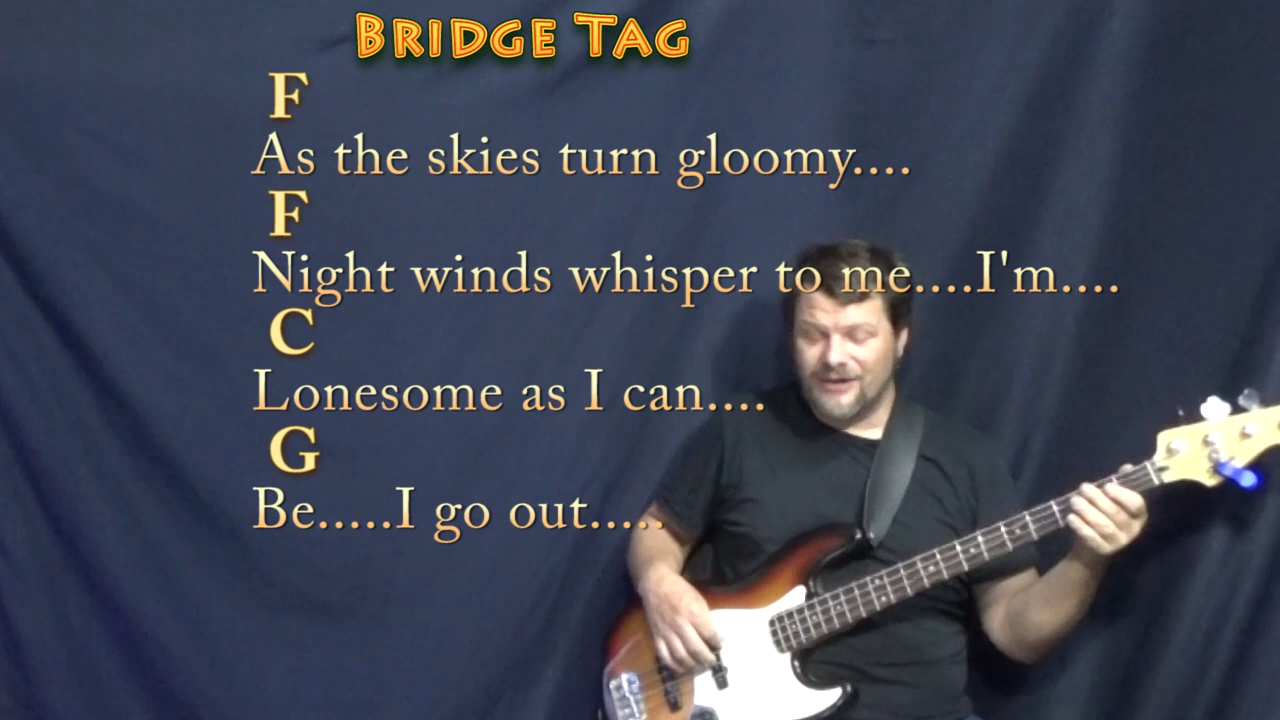 BRIDGE TAG
F
As the skies turn gloomy....
F
Night winds whisper to me....I'm....
C
Lonesome as I can....
G
Be.....I go out.....